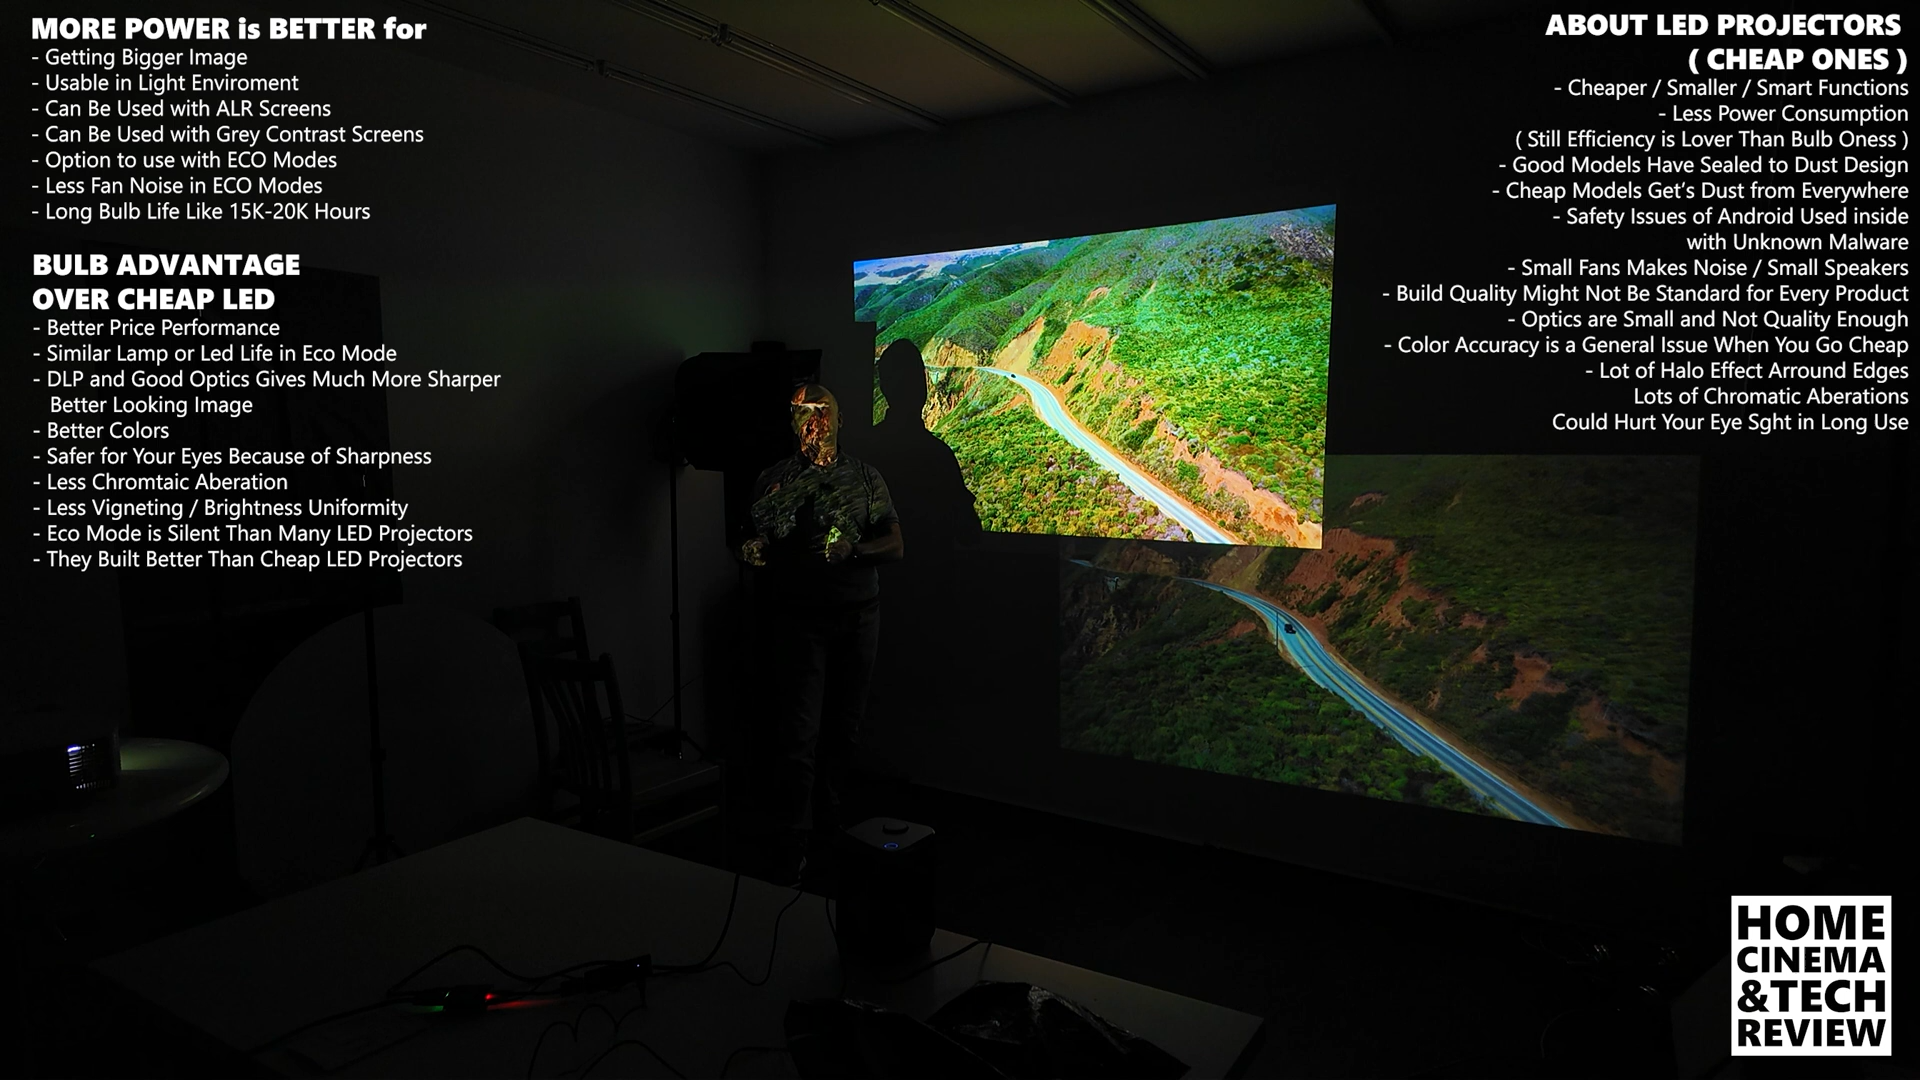 MORE POWER is BETTER for
- Getting Bigger Image
- Usable in Light Enviroment
- Can Be Used with ALR Screens
- Can Be Used with Grey Contrast Screens
- Option to use with ECO Modes
- Less Fan Noise in ECO Modes
- Long Bulb Life Like 15K-20K Hours
BULB ADVANTAGE
OVER CHEAP LED
- Better Price Performance
- Similar Lamp or Led Life in Eco Mode
- DLP and Good Optics Gives Much More Sharper
Better Looking Image
- Better Colors
- Safer for Your Eyes Because of Sharpness
- Less Chromtaic Aberation
- Less Vigneting / Brightness Uniformity
- Eco Mode is Silent Than Many LED Projectors
- They Built Better Than Cheap LED Projectors
ABOUT LED PROJECTORS
( CHEAP ONES )
- Cheaper / Smaller / Smart Functions
- Less Power Consumption
( Still Efficiency is Lover Than Bulb Oness )
- Good Models Have Sealed to Dust Design
- Cheap Models Get's Dust from Everywhere
- Safety Issues of Android Used inside
with Unknown Malware
- Small Fans Makes Noise / Small Speakers
- Build Quality Might Not Be Standard for Every Product
- Optics are Small and Not Quality Enough
- Color Accuracy is a General Issue When You Go Cheap
- Lot of Halo Effect Arround Edges
Lots of Chromatic Aberations
Could Hurt Your Eye Sght in Long Use
HOME
CINEMA
&TECH
REVIEW